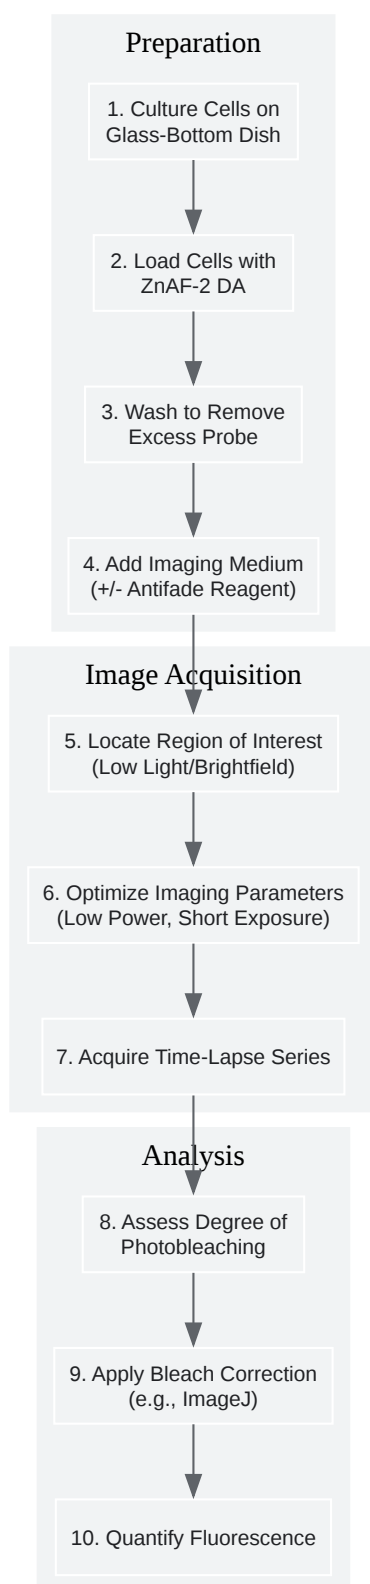 Preparation
1. Culture Cells on
Glass-Bottom Dish
2. Load Cells with
ZnAF-2 DA
3. Wash to Remove
Excess Probe
4. Add Imaging Medium
(+/- Antifade Reagent)
Image Acquisition
5. Locate Region of Interest
(Low Light/Brightfield)
6. Optimize Imaging Parameters
(Low Power, Short Exposure)
7. Acquire Time-Lapse Series
Analysis
8. Assess Degree of
Photobleaching
9. Apply Bleach Correction
(e.g., ImageJ)
10. Quantify Fluorescence